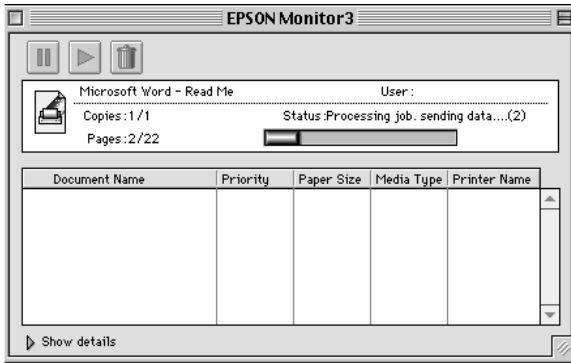 EPSON Monitor3
Microsoft Word - Read Me User :
Copies :1/1 Status :Processing job. sending data....(2)
Pages :2/22
Document Name Priority Paper Size Media Type Printer Name
Show details